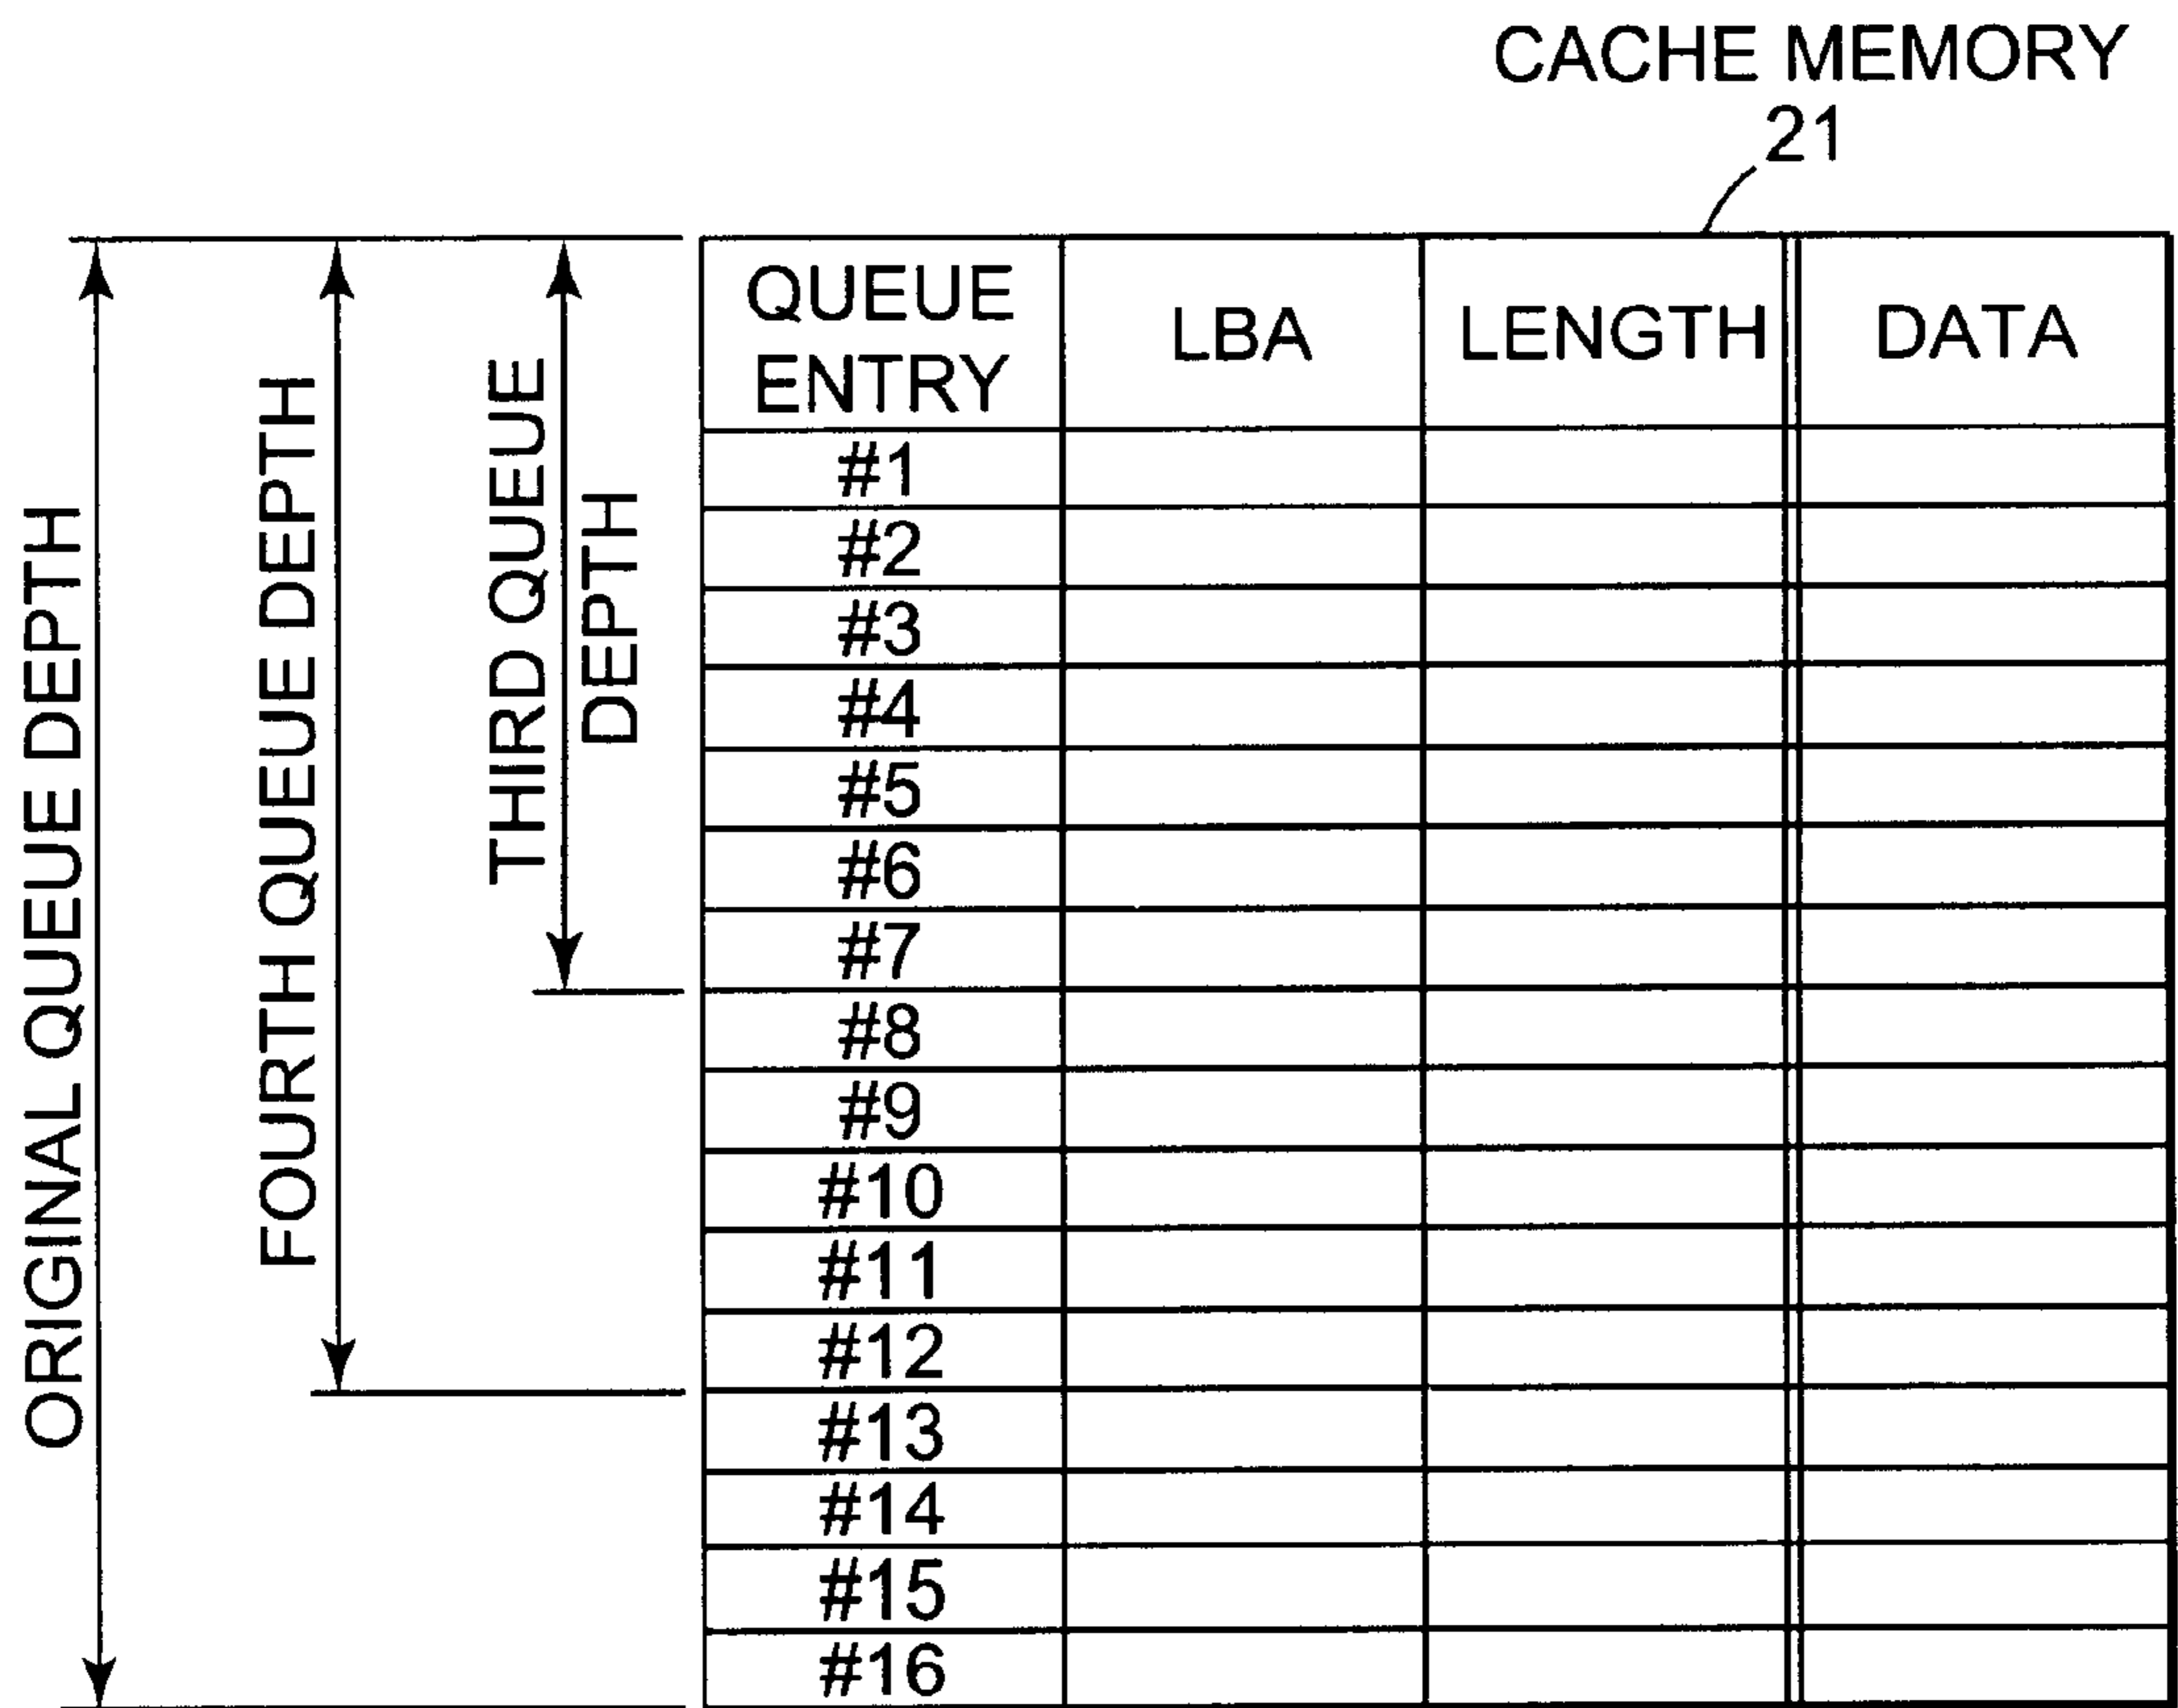 CACHE MEMORY
21
ORIGINAL QUEUE DEPTH
FOURTH QUEUE DEPTH
THIRD QUEUE
DEPTH
QUEUE
ENTRY
LBA
LENGTH
DATA
#1
#2
#3
#4
#5
#6
#7
#8
#9
#10
#11
#12
#13
#14
#15
#16